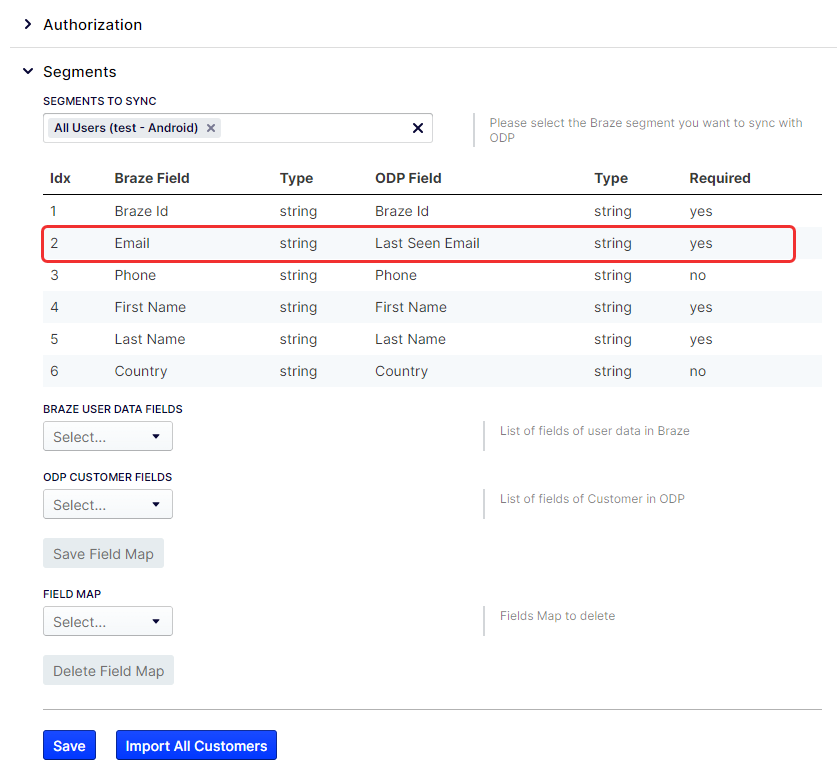 Authorization
Segments
SEGMENTS TO SYNC
All Users (test - Android)
Please select the Braze segment you want to sync with
ODP
Idx Braze Field Type ODP Field Type Required
1 Braze Id string Braze Id string yes
2 Email string Last Seen Email string yes
3 Phone string Phone string no
4 First Name string First Name string yes
5 Last Name string Last Name string yes
6 Country string Country string no
BRAZE USER DATA FIELDS
Select...
List of fields of user data in Braze
ODP CUSTOMER FIELDS
Select...
List of fields of Customer in ODP
Save Field Map
FIELD MAP
Select...
Fields Map to delete
Delete Field Map
Save Import All Customers